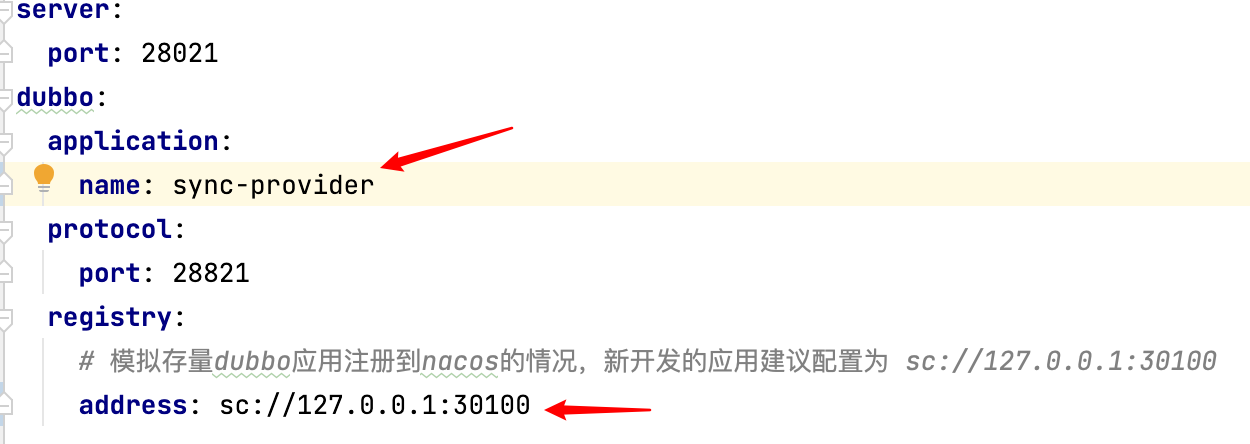 server:
  port: 28021
dubbo:
  application:
    name: sync-provider
  protocol:
    port: 28821
  registry:
    # 模拟存量dubbo应用注册到nacos的情况，新开发的应用建议配置为 sc://127.0.0.1:30100
    address: sc://127.0.0.1:30100